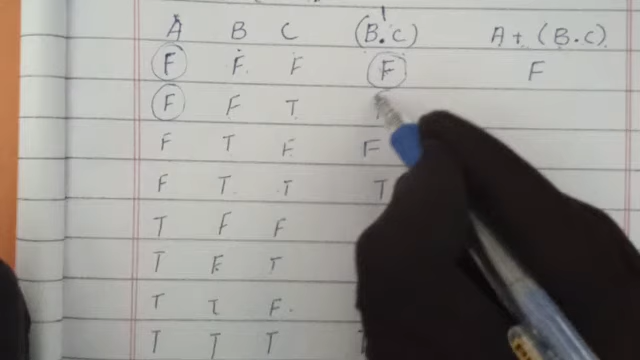 A B C (B.C) A + (B.C)
F F F F F
F F T
F T F F
F T T T
T F F
T F T
T T F
T T T